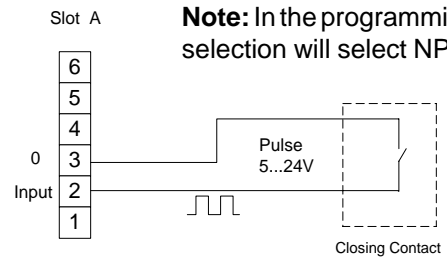 Slot A
Note: In the programmi
selection will select NP
6
5
4
0 3
Input 2
1
Pulse
5...24V
Closing Contact